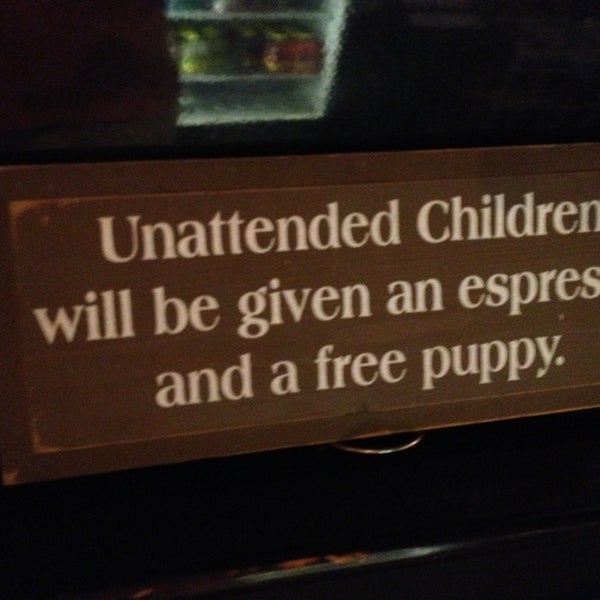 Unattended Children
will be given an espres
and a free puppy.